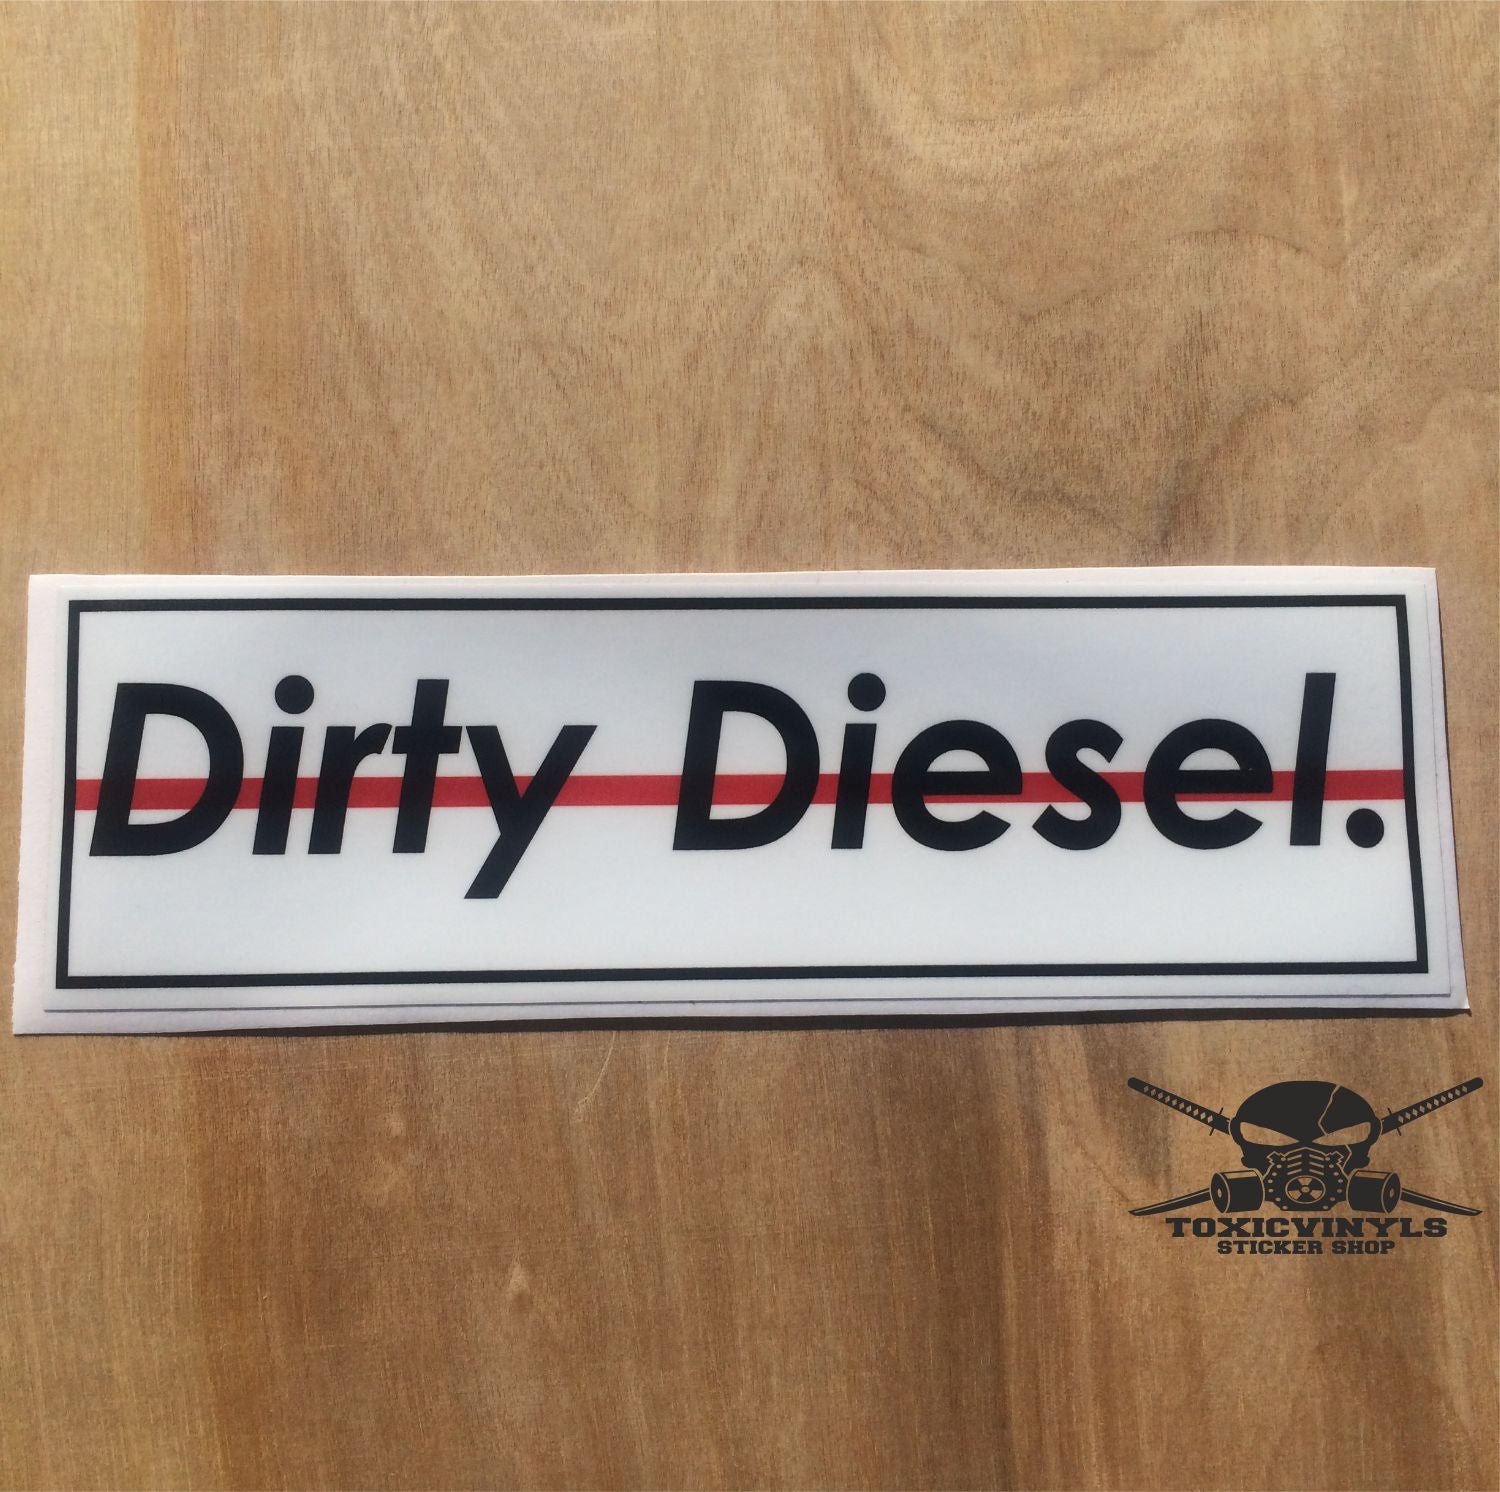 Dirty Diesel.
TOXICVINYLS
STICKER SHOP